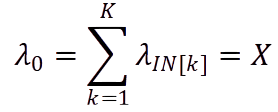 λ₀ = ∑_{k=1}^{K} λ_{IN[k]} = X